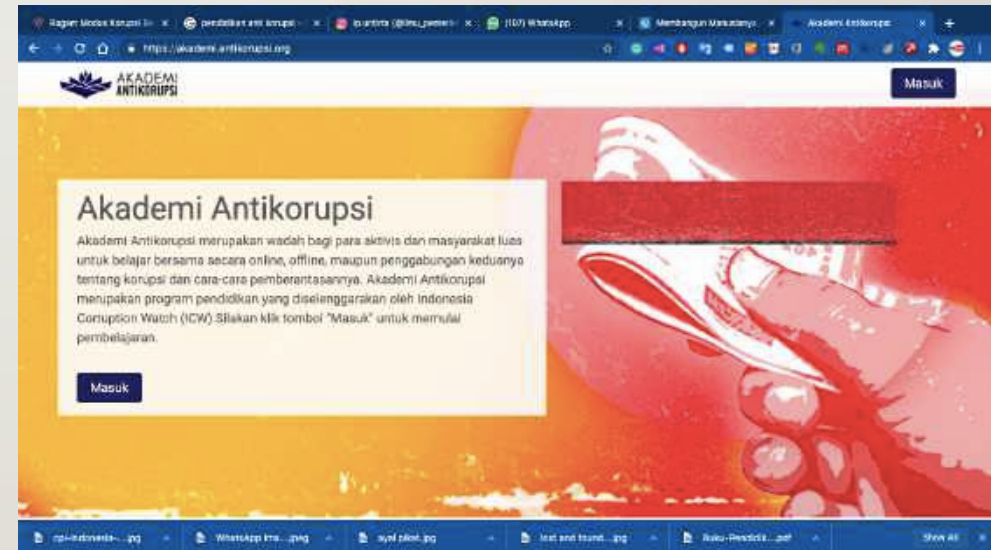 (107) WhatsApp
https://akademi.antikorupsi.org
AKADEMI
ANTIKORUPSI
Masuk
Akademi Antikorupsi
Akademi Antikorupsi merupakan wadah bagi para aktivis dan masyarakat luas
untuk belajar bersama secara online, offline, maupun penggabungan keduanya
tentang korupsi dan cara-cara pemberantasannya. Akademi Antikorupsi
merupakan program pendidikan yang diselenggarakan oleh Indonesia
Corruption Watch (ICW) Silakan klik tombol "Masuk" untuk memulai
pembelajaran.
Masuk
Show All